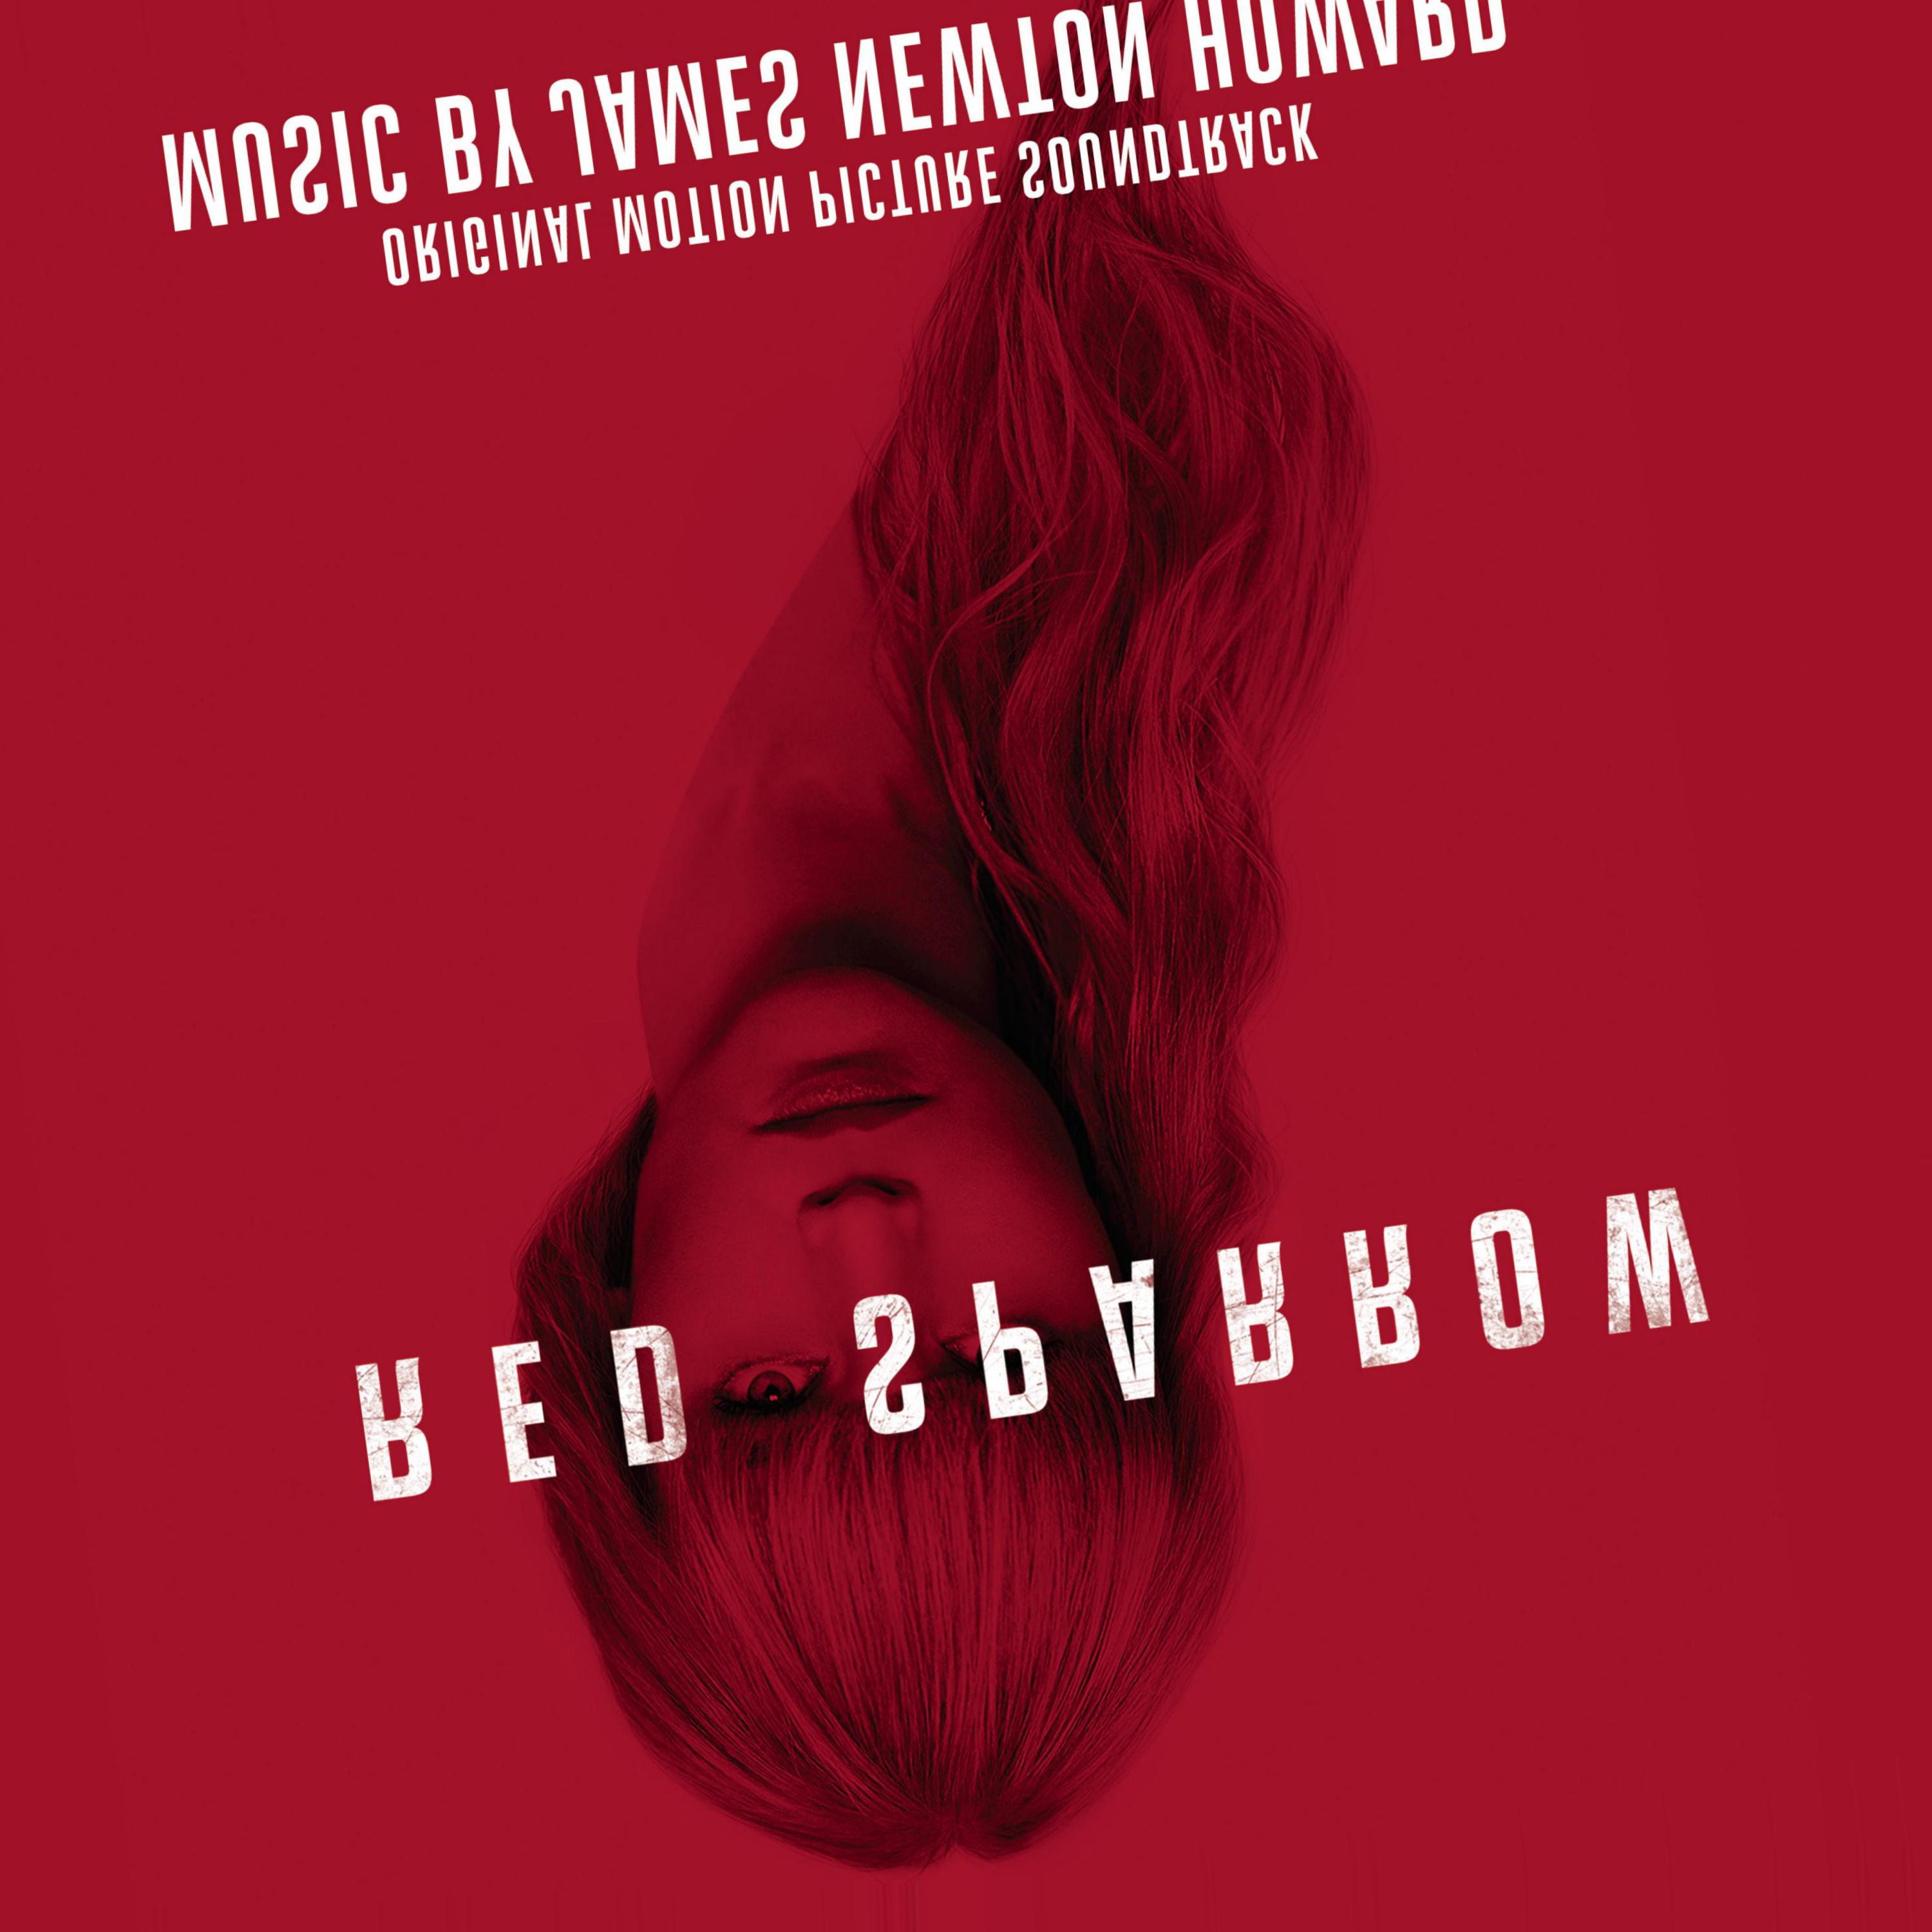 RED SPARROW
ORIGINAL MOTION PICTURE SOUNDTRACK
MUSIC BY JAMES NEWTON HOWARD